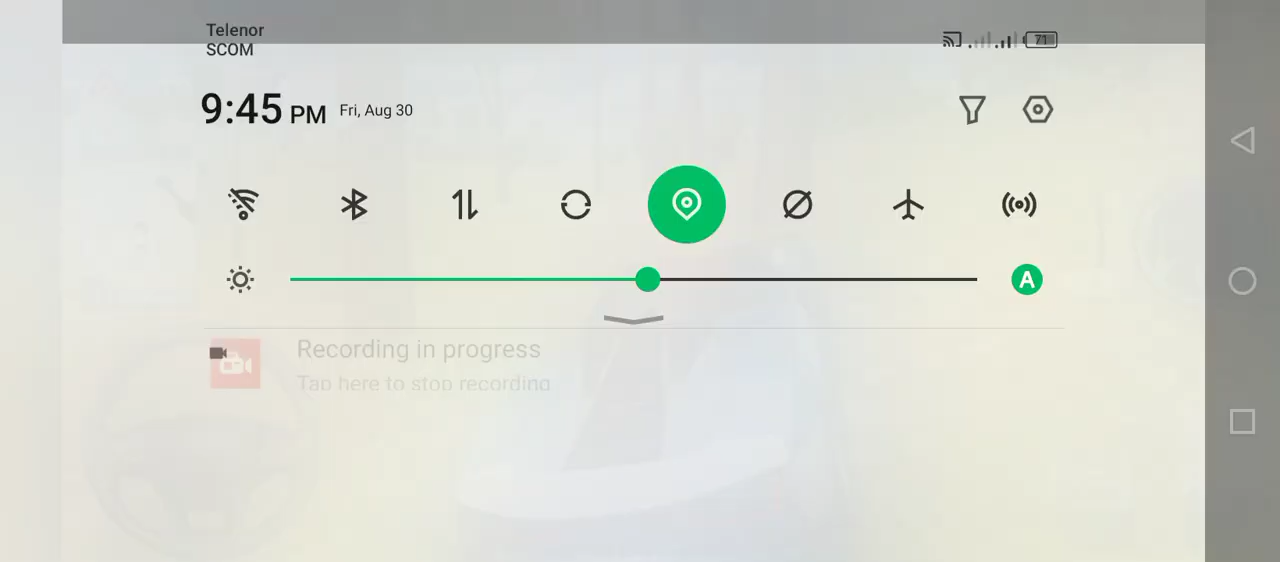 Telenor
SCOM
71
9:45 PM Fri, Aug 30
A
Recording in progress
Tap here to stop recording